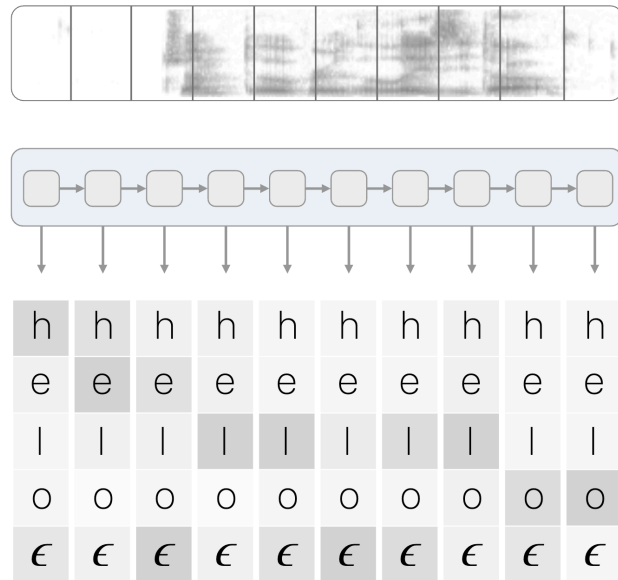 h h h h h h h h h h
e e e e e e e e e e
l l l l l l l l l l
o o o o o o o o o o
ϵ ϵ ϵ ϵ ϵ ϵ ϵ ϵ ϵ ϵ